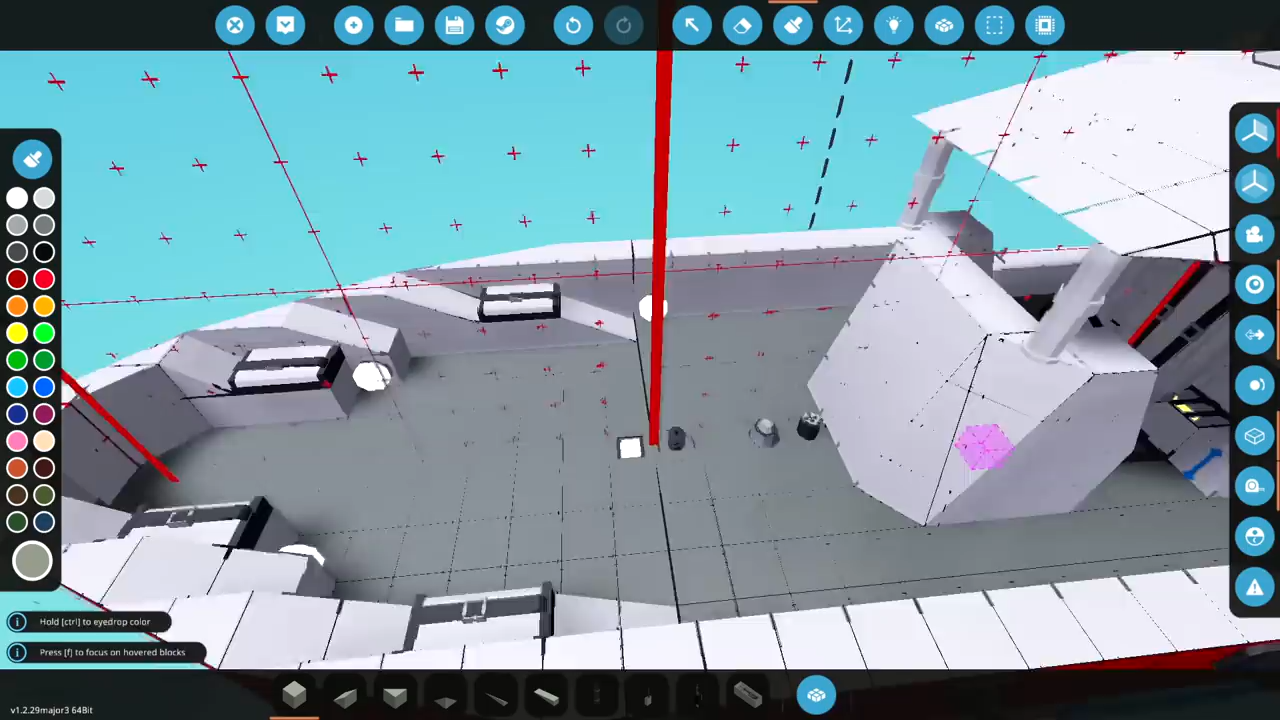 Hold [ctrl] to eyedrop color
Press [f] to focus on hovered blocks
v1.2.29major3 64Bit